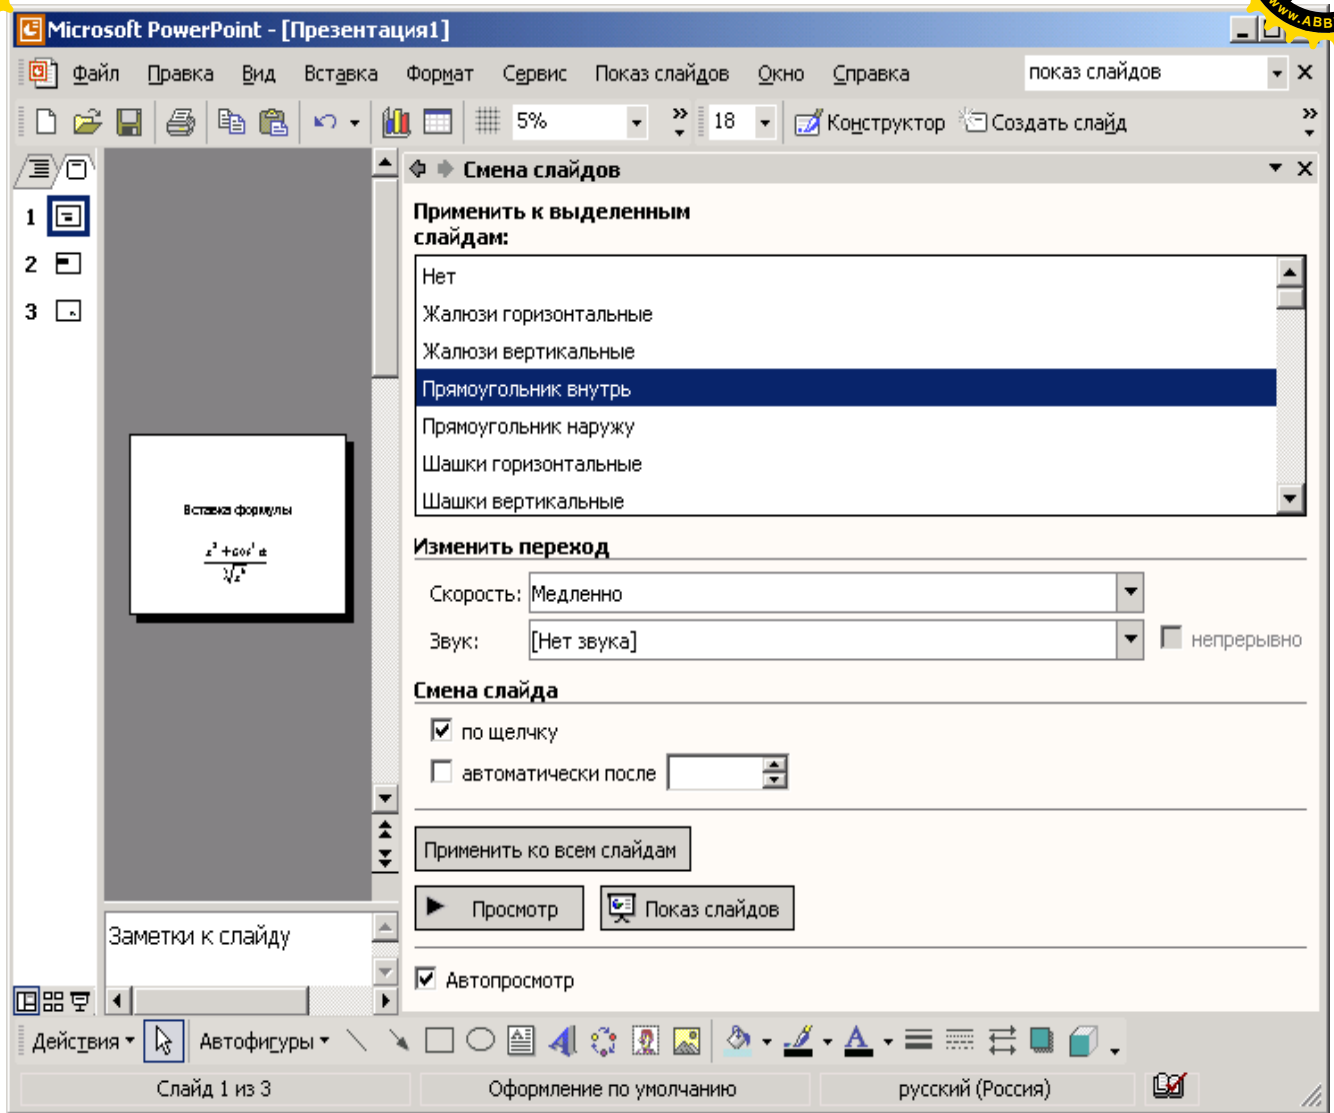 Microsoft PowerPoint - [Презентация1]
Файл Правка Вид Вставка Формат Сервис Показ слайдов Окно Справка показ слайдов
5% 18 Конструктор Создать слайд
Смена слайдов
Применить к выделенным
слайдам:
1
2
3
Нет
Жалюзи горизонтальные
Жалюзи вертикальные
Прямоугольник внутрь
Прямоугольник наружу
Шашки горизонтальные
Шашки вертикальные
Вставка формулы
Изменить переход
Скорость: Медленно
Звук: [Нет звука] непрерывно
Смена слайда
по щелчку
автоматически после
Применить ко всем слайдам
Просмотр Показ слайдов
Заметки к слайду
Автопросмотр
Действия Автофигуры
Слайд 1 из 3 Оформление по умолчанию русский (Россия)